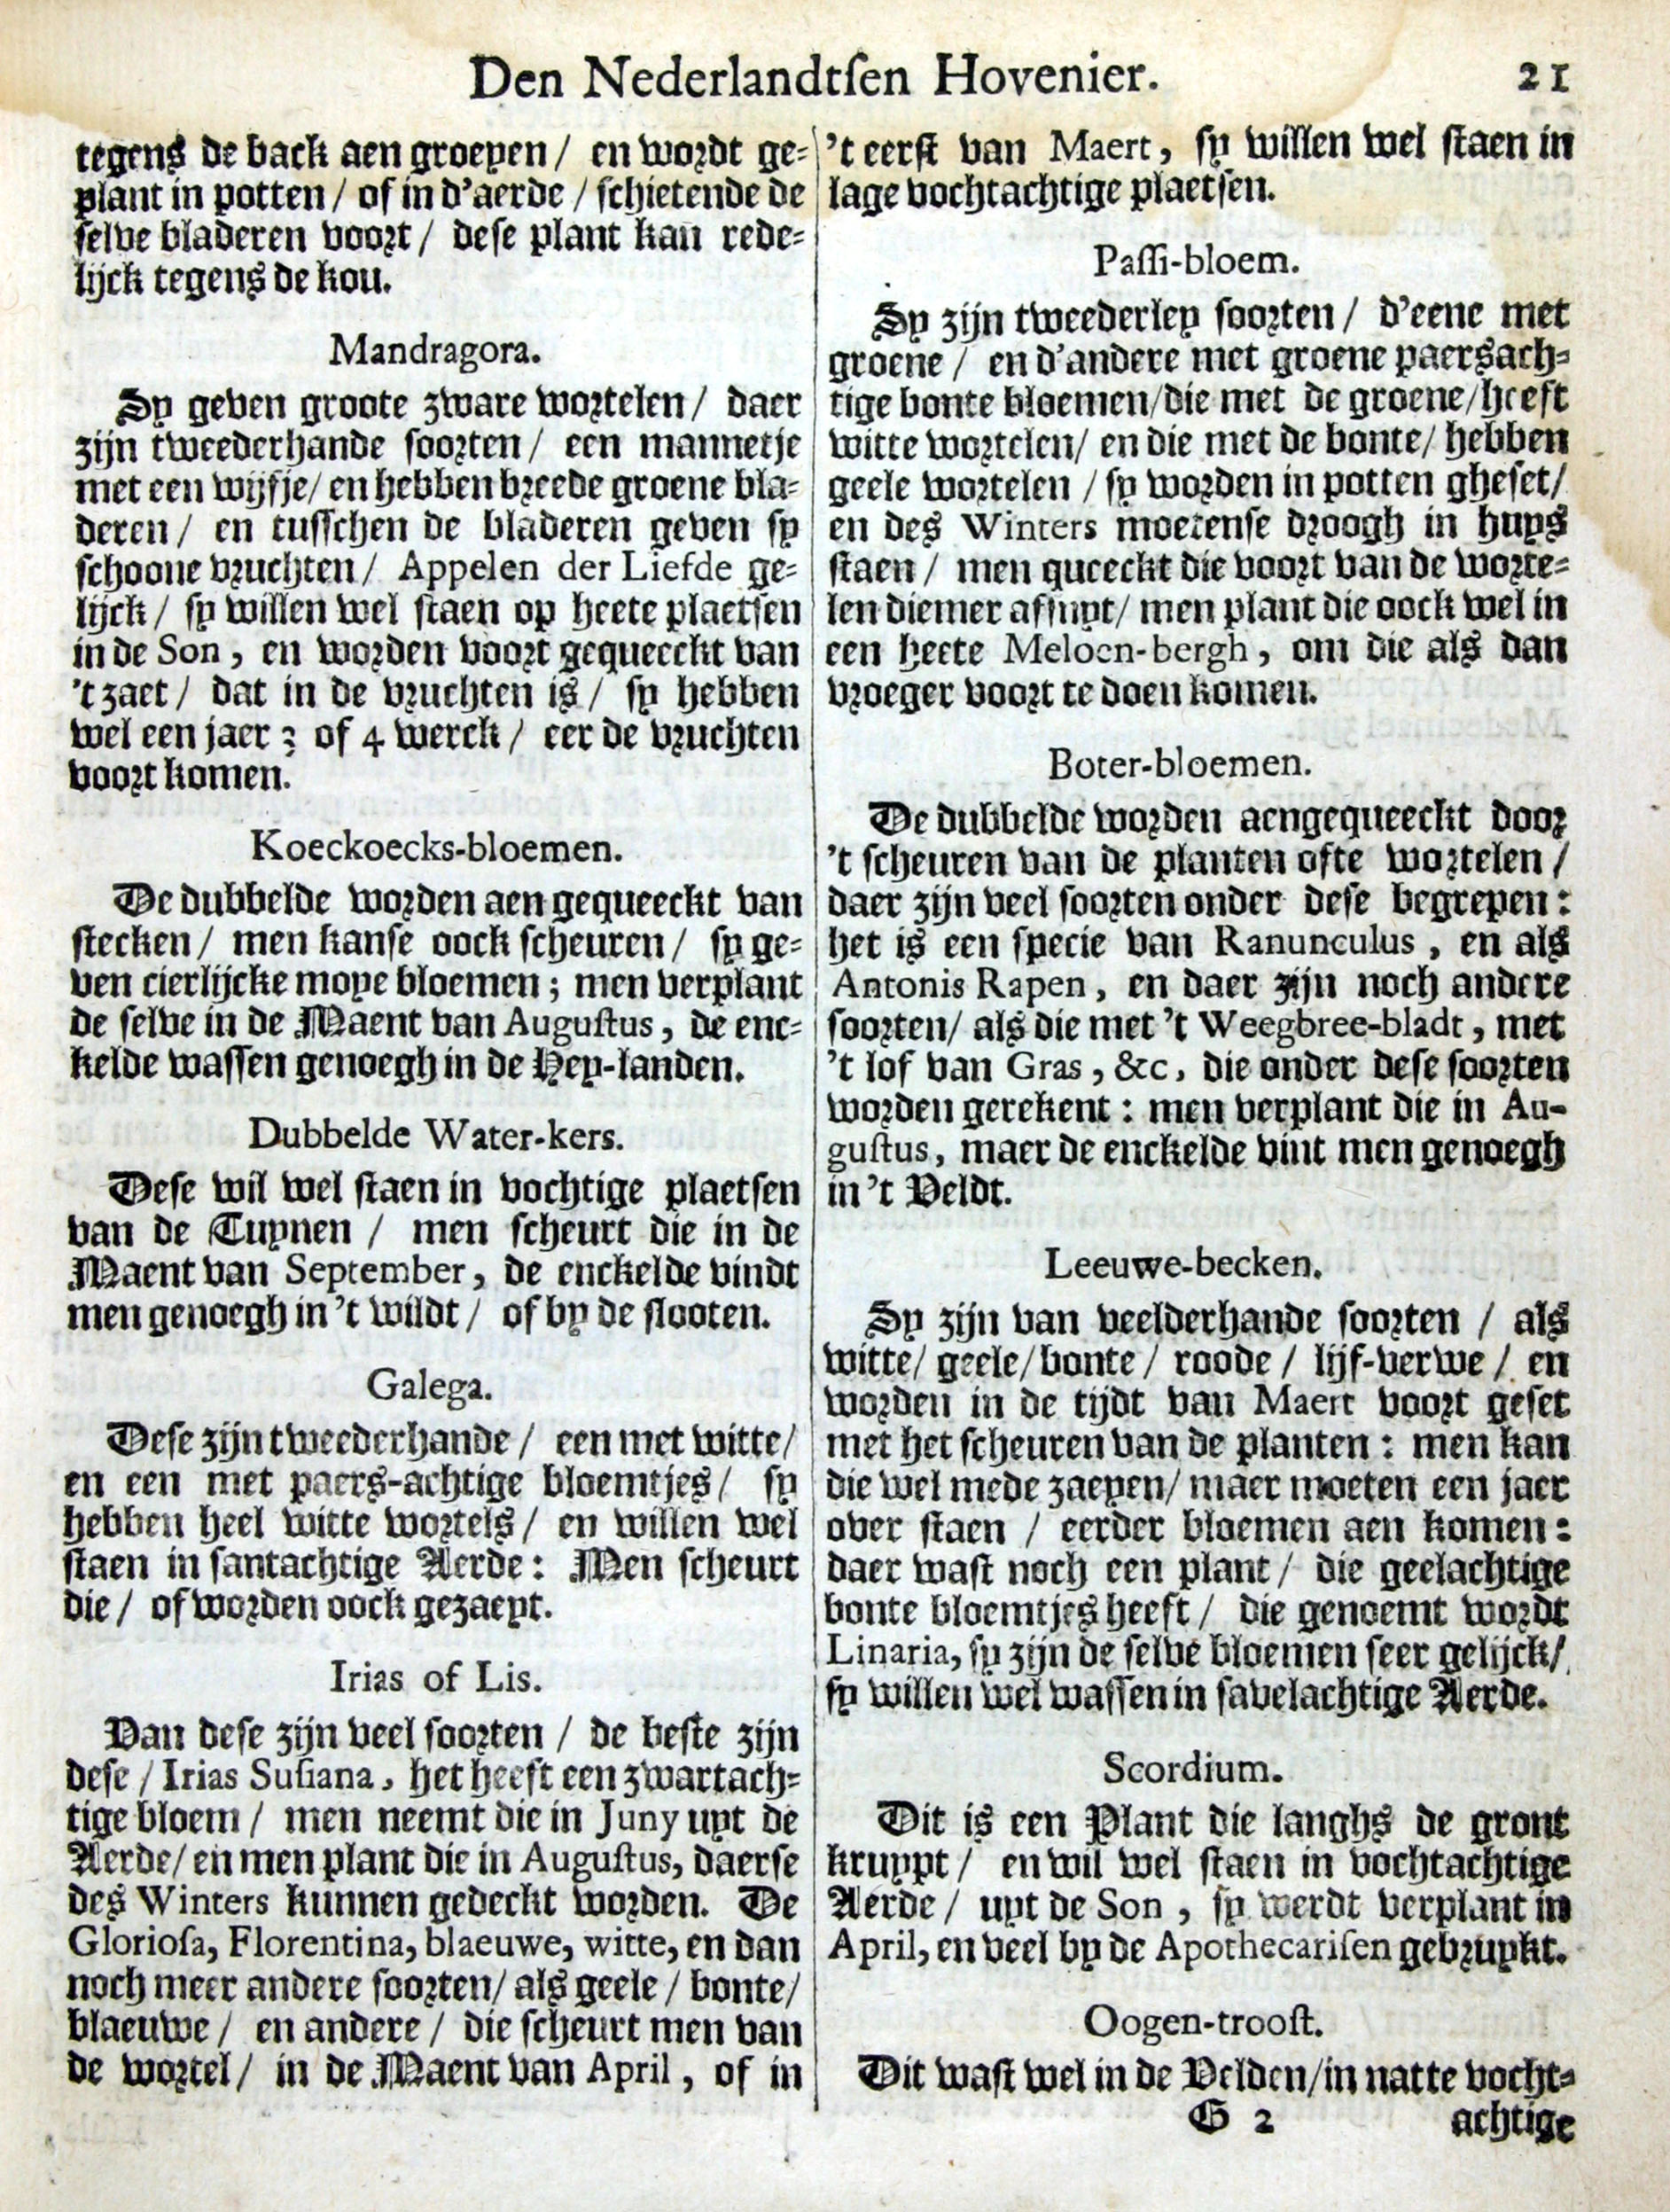 Den Nederlandtſen Hovenier. 21
tegens de back aen groeyen / en wordt ge-
plant in potten / of in d'aerde / ſchietende de
ſelve bladeren voort / deſe plant kan rede-
lijck tegens de kou.
Mandragora.
Sy geven groote zware wortelen / daer
zijn tweederhande ſoorten / een mannetje
met een wijfje / en hebben breede groene bla-
deren / en tuſſchen de bladeren geven ſy
ſchoone vruchten / Appelen der Liefde ge-
lijck / ſy willen wel ſtaen op heete plaetſen
in de Son, en worden voort gequeeckt van
't zaet / dat in de vruchten is / ſy hebben
wel een jaer 3 of 4 werck / eer de vruchten
voort komen.
Koeckoecks-bloemen.
De dubbelde worden aen gequeeckt van
ſtecken / men kanſe oock ſcheuren / ſy ge-
ven cierlijcke moye bloemen; men verplant
de ſelve in de Maent van Auguſtus, de enc-
kelde waſſen genoegh in de Hey-landen.
Dubbelde Water-kers.
Deſe wil wel ſtaen in vochtige plaetſen
van de Tuynen / men ſcheurt die in de
Maent van September, de enckelde vindt
men genoegh in 't wildt / of by de ſlooten.
Galega.
Deſe zijn tweederhande / een met witte /
en een met paers-achtige bloemtjes / ſy
hebben heel witte wortels / en willen wel
ſtaen in ſantachtige Aerde: Men ſcheurt
die / of worden oock gezaeyt.
Irias of Lis.
Van deſe zijn veel ſoorten / de beſte zijn
deſe / Irias Suſiana, het heeft een zwartach-
tige bloem / men neemt die in Juny uyt de
Aerde / en men plant die in Auguſtus, daerſe
des Winters kunnen gedeckt worden. De
Glorioſa, Florentina, blaeuwe, witte, en dan
noch meer andere ſoorten / als geele / bonte /
blaeuwe / en andere / die ſcheurt men van
de wortel / in de Maent van April, of in
't eerſt van Maert, ſy willen wel ſtaen in
lage vochtachtige plaetſen.
Paſſi-bloem.
Sy zijn tweederley ſoorten / d'eene met
groene / en d'andere met groene paersach-
tige bonte bloemen / die met de groene / heeft
witte wortelen / en die met de bonte / hebben
geele wortelen / ſy worden in potten gheſet /
en des Winters moetenſe droogh in huys
ſtaen / men queeckt die voort van de worte-
len diemer afſnyt / men plant die oock wel in
een heete Meloen-bergh, om die als dan
vroeger voort te doen komen.
Boter-bloemen.
De dubbelde worden aengequeeckt door
't ſcheuren van de planten ofte wortelen /
daer zijn veel ſoorten onder deſe begrepen:
het is een ſpecie van Ranunculus, en als
Antonis Rapen, en daer zijn noch andere
ſoorten / als die met 't Weegbree-bladt, met
't lof van Gras, &c, die onder deſe ſoorten
worden gerekent: men verplant die in Au-
guſtus, maer de enckelde vint men genoegh
in 't Veldt.
Leeuwe-becken.
Sy zijn van veelderhande ſoorten / als
witte / geele / bonte / roode / lijf-verwe / en
worden in de tijdt van Maert voort geſet
met het ſcheuren van de planten: men kan
die wel mede zaeyen / maer moeten een jaer
over ſtaen / eerder bloemen aen komen:
daer waſt noch een plant / die geelachtige
bonte bloemtjes heeft / die genoemt wordt
Linaria, ſy zijn de ſelve bloemen ſeer gelijck /
ſy willen wel waſſen in ſavelachtige Aerde.
Scordium.
Dit is een Plant die langhs de gront
kruypt / en wil wel ſtaen in vochtachtige
Aerde / uyt de Son, ſy werdt verplant in
April, en veel by de Apothecariſen gebruykt.
Oogen-trooſt.
Dit waſt wel in de Velden / in natte vocht-
G 2 achtige